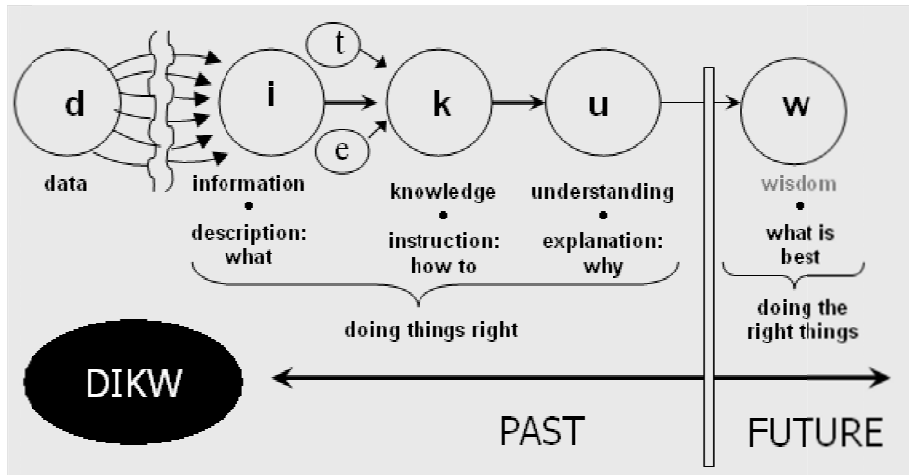 t
d
i
k
u
w
e
data
information
knowledge
understanding
wisdom
•
•
•
•
description:
what
instruction:
how to
explanation:
why
what is
best
doing things right
doing the
right things
DIKW
PAST
FUTURE